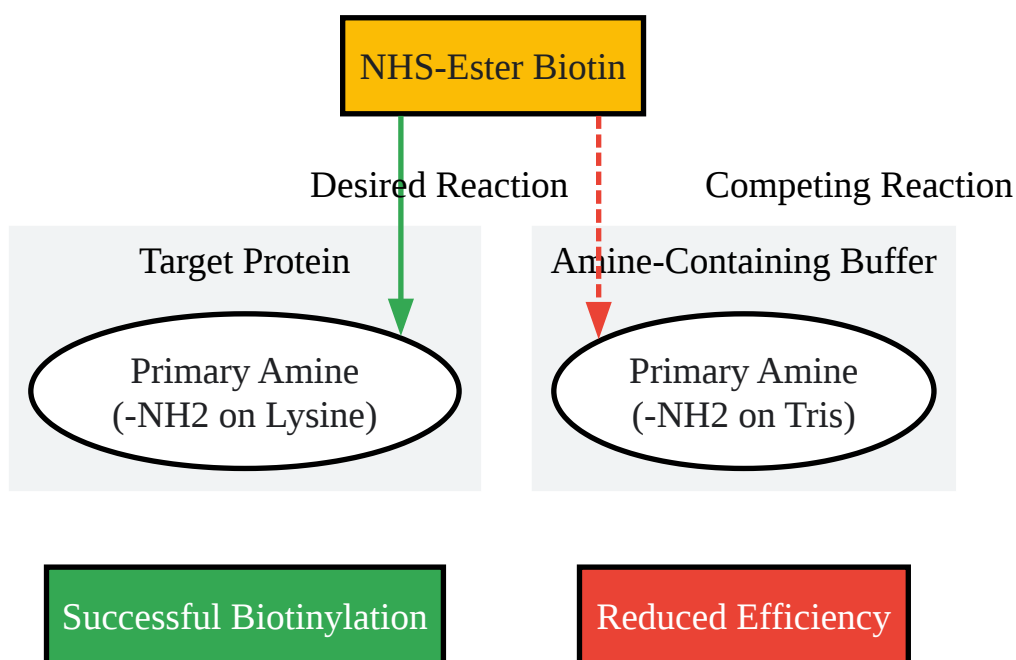 NHS-Ester Biotin
Desired Reaction
Competing Reaction
Target Protein
Amine-Containing Buffer
Primary Amine
(-NH2 on Lysine)
Primary Amine
(-NH2 on Tris)
Successful Biotinylation
Reduced Efficiency